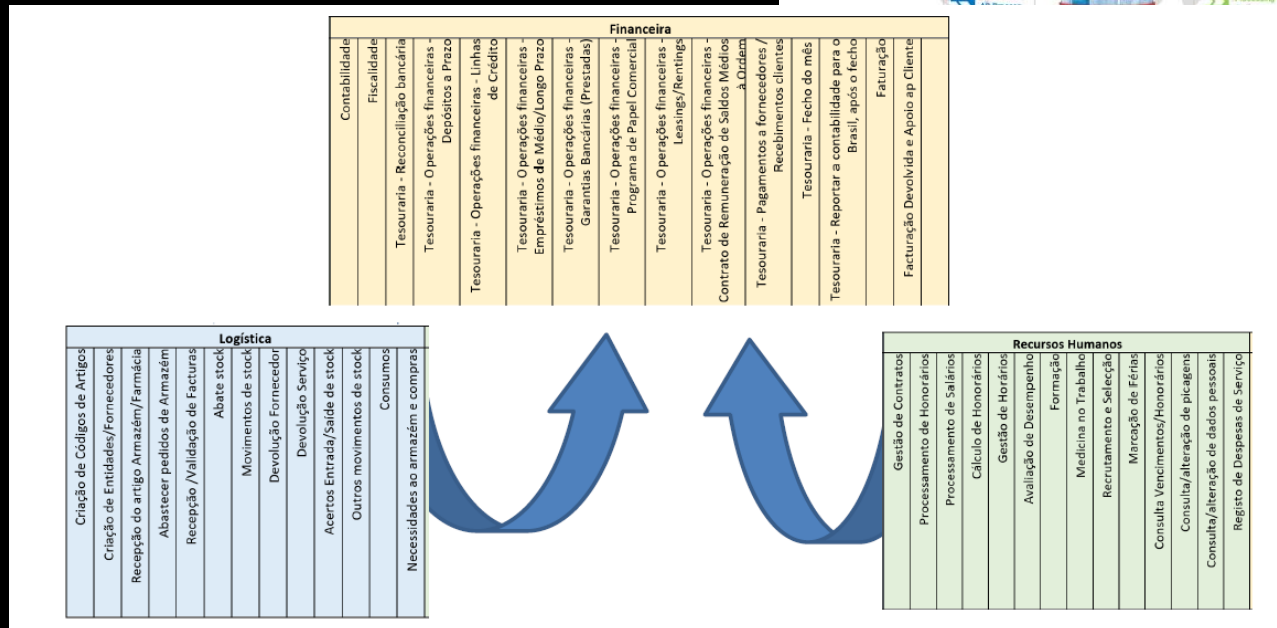 Financeira
Contabilidade
Fiscalidade
Tesouraria - Reconciliação bancária
Tesouraria - Operações financeiras -
Depósitos a Prazo
Tesouraria - Operações financeiras - Linhas
de Crédito
Tesouraria - Operações financeiras -
Empréstimos de Médio/Longo Prazo
Tesouraria - Operações financeiras -
Garantias Bancárias (Prestadas)
Tesouraria - Operações financeiras -
Programa de Papel Comercial
Tesouraria - Operações financeiras -
Leasings/Rentings
Tesouraria - Operações financeiras -
Contrato de Remuneração de Saldos Médios
à Ordem
Tesouraria - Pagamentos a fornecedores /
Recebimentos clientes
Tesouraria - Fecho do mês
Tesouraria - Reportar a contabilidade para o
Brasil, após o fecho
Faturação
Facturação Devolvida e Apoio ap Cliente
Logística
Criação de Códigos de Artigos
Criação de Entidades/Fornecedores
Recepção do artigo Armazém/Farmácia
Abastecer pedidos de Armazém
Recepção /Validação de Facturas
Abate stock
Movimentos de stock
Devolução Fornecedor
Devolução Serviço
Acertos Entrada/Saíde de stock
Outros movimentos de stock
Consumos
Necessidades ao armazém e compras
Recursos Humanos
Gestão de Contratos
Processamento de Honorários
Processamento de Salários
Cálculo de Honorários
Gestão de Horários
Avaliação de Desempenho
Formação
Medicina no Trabalho
Recrutamento e Selecção
Marcação de Férias
Consulta Vencimentos/Honorários
Consulta/alteração de picagens
Consulta/alteração de dados pessoais
Registo de Despesas de Serviço